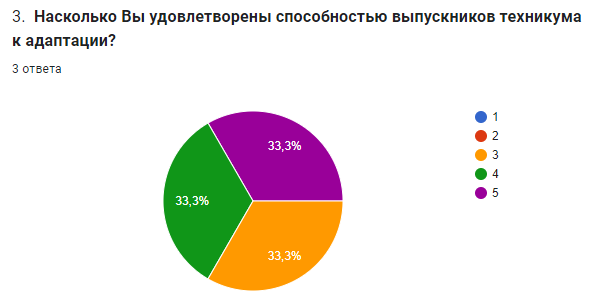 3. Насколько Вы удовлетворены способностью выпускников техникума
к адаптации?
3 ответа
33,3%
33,3%
33,3%
1
2
3
4
5